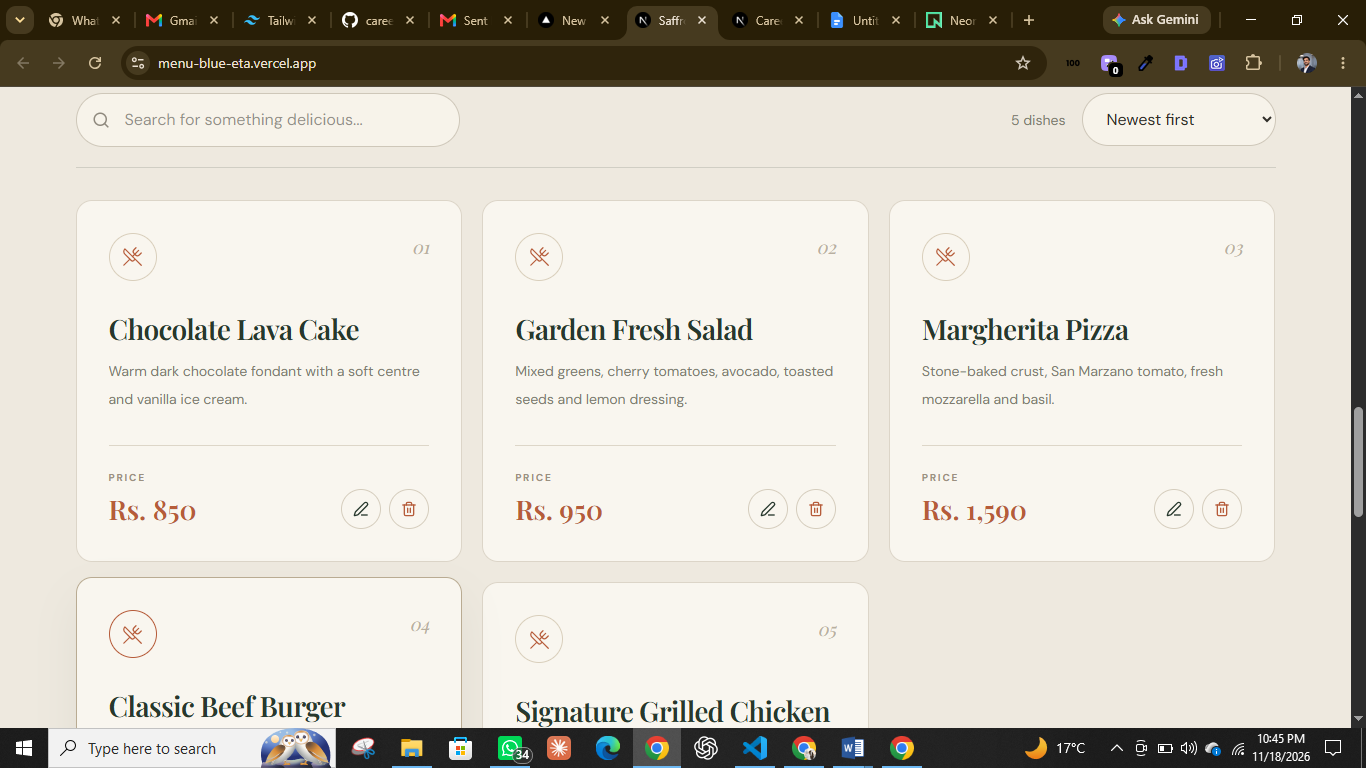 What
Gmai
Tailwi
caree
Sent
New
Saffr
Care
Untit
Neor
Ask Gemini
menu-blue-eta.vercel.app
100
0
Search for something delicious...
5 dishes
Newest first
01
02
03
Chocolate Lava Cake
Garden Fresh Salad
Margherita Pizza
Warm dark chocolate fondant with a soft centre
and vanilla ice cream.
Mixed greens, cherry tomatoes, avocado, toasted
seeds and lemon dressing.
Stone-baked crust, San Marzano tomato, fresh
mozzarella and basil.
PRICE
PRICE
PRICE
Rs. 850
Rs. 950
Rs. 1,590
04
05
Classic Beef Burger
Signature Grilled Chicken
Type here to search
34
17°C
10:45 PM
11/18/2026